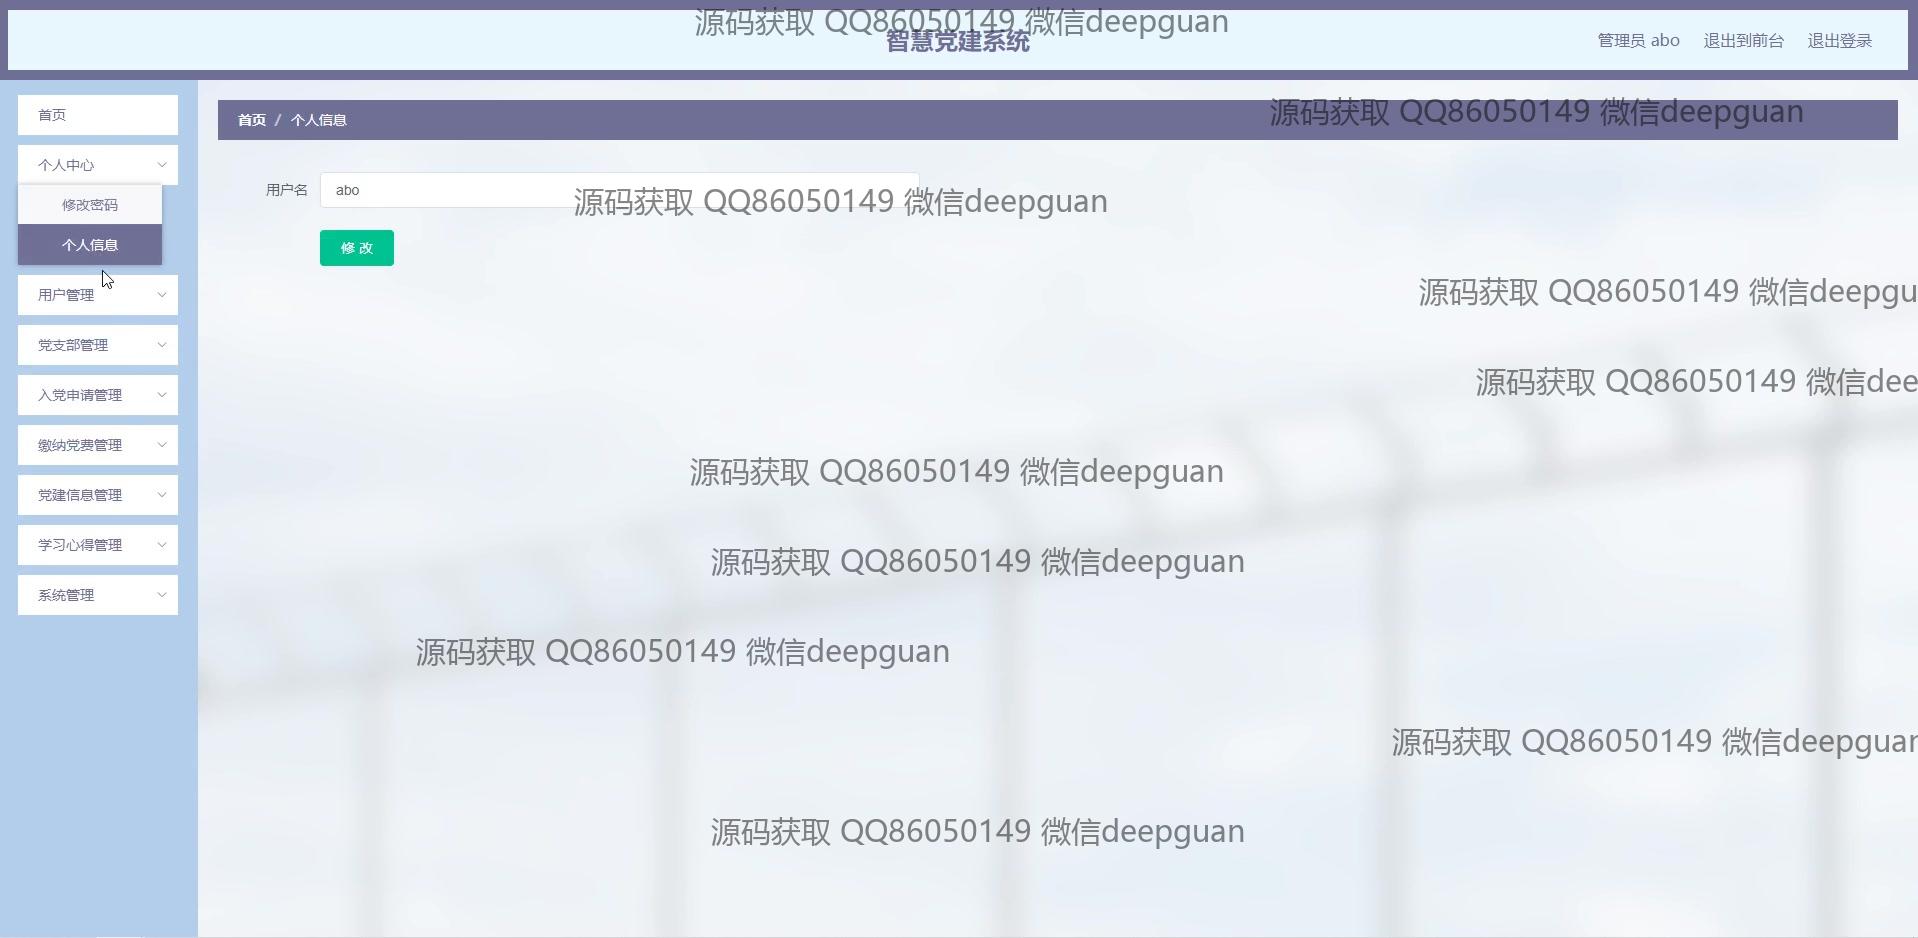 源码获取 QQ86050149 微信deepguan
智慧党建系统
管理员 abo 退出到前台 退出登录
首页
首页 / 个人信息
源码获取 QQ86050149 微信deepguan
个人中心
用户名 abo
源码获取 QQ86050149 微信deepguan
修改密码
个人信息
修 改
用户管理
源码获取 QQ86050149 微信deepgu
党支部管理
入党申请管理
源码获取 QQ86050149 微信dee
缴纳党费管理
源码获取 QQ86050149 微信deepguan
党建信息管理
学习心得管理
源码获取 QQ86050149 微信deepguan
系统管理
源码获取 QQ86050149 微信deepguan
源码获取 QQ86050149 微信deepguan
源码获取 QQ86050149 微信deepguan